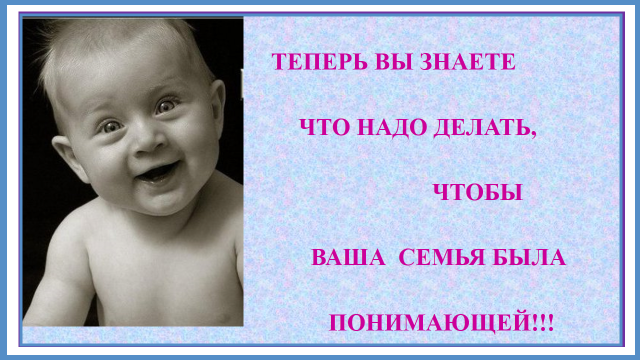 ТЕПЕРЬ ВЫ ЗНАЕТЕ
ЧТО НАДО ДЕЛАТЬ,
ЧТОБЫ
ВАША СЕМЬЯ БЫЛА
ПОНИМАЮЩЕЙ!!!